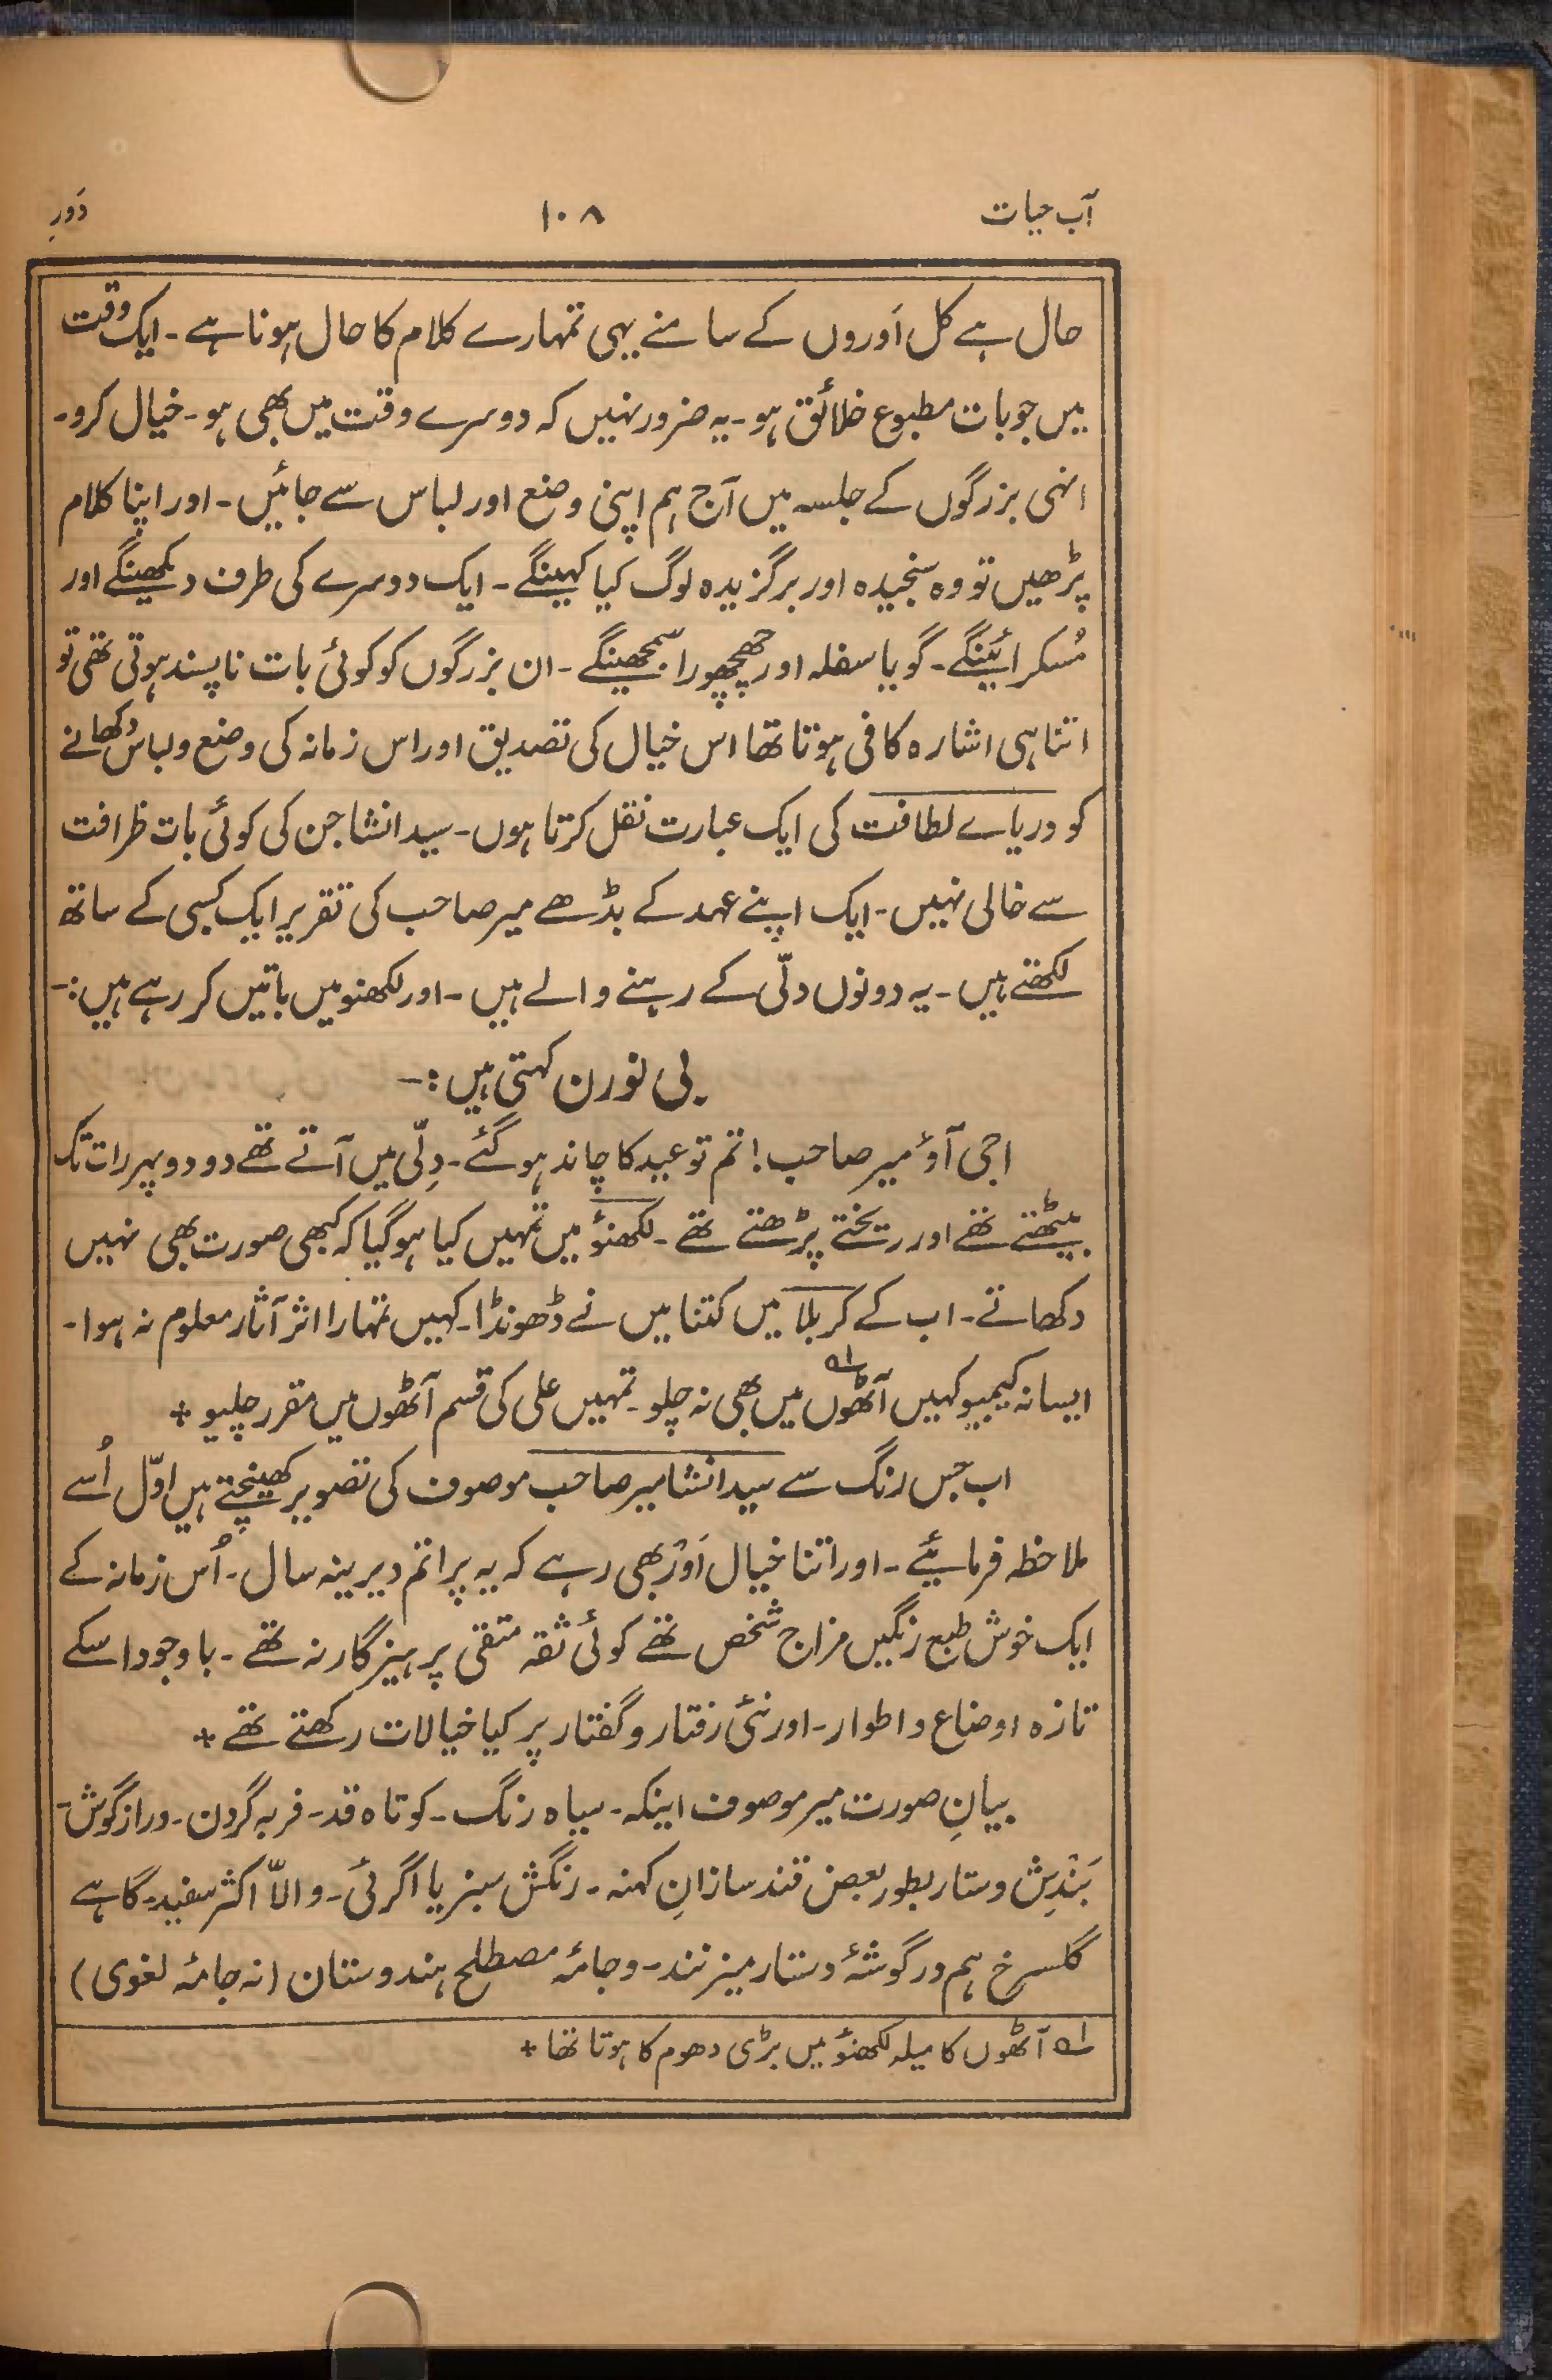 آب حیات ۱۰۸ دَورِ
حال ہے کل اَوروں کے سامنے یہی تمہارے کلام کا حال ہونا ہے۔ ایک وقت
میں جو بات مطبوع خلائق ہو۔ یہ ضرور نہیں کہ دوسرے وقت میں بھی ہو۔ خیال کرو۔
انہی بزرگوں کے جلسہ میں آج ہم اپنی وضع اور لباس سے جائیں۔ اور اپنا کلام
پڑھیں تو وہ سنجیدہ اور برگزیدہ لوگ کیا کہینگے۔ ایک دوسرے کی طرف دیکھینگے اور
مُسکرائینگے۔ گویا سفلہ اور چھچھورا سمجھینگے۔ ان بزرگوں کو کوئی بات ناپسند ہوتی تھی تو
اتنا ہی اشارہ کافی ہوتا تھا اس خیال کی تصدیق اور اس زمانہ کی وضع و لباس دکھانے
کو دریاے لطافت کی ایک عبارت نقل کرتا ہوں۔ سید انشا جن کی کوئی بات ظرافت
سے خالی نہیں۔ ایک اپنے عہد کے بڈھے میر صاحب کی تقریر ایک کسبی کے ساتھ
لکھتے ہیں۔ یہ دونوں دلّی کے رہنے والے ہیں۔ اور لکھنو میں باتیں کر رہے ہیں:۔
بی نورن کہتی ہیں:۔
اجی آؤ میر صاحب! تم تو عید کا چاند ہو گئے۔ دِلّی میں آتے تھے دو دو پہر رات تک
بیٹھتے تھے اور ریختے پڑھتے تھے۔ لکھنؤ میں تمہیں کیا ہو گیا کہ کبھی صورت بھی نہیں
دکھاتے۔ اب کے کربلا میں کتنا میں نے ڈھونڈا۔ کہیں تمہارا اثر آثار معلوم نہ ہوا۔
ایسا نہ کیجیو کہیں آٹھوں۱ میں بھی نہ چلو۔ تمہیں علی کی قسم آٹھوں میں مقرر چلیو +
اب جس رنگ سے سید انشا میر صاحب موصوف کی تصویر کھینچتے ہیں اوّل اُسے
ملاحظہ فرمائیے۔ اور اتنا خیال اَور بھی رہے کہ یہ پراتم دیرینہ سال۔ اُس زمانہ کے
ایک خوش طبع رنگیں مزاج شخص تھے کوئی ثقہ متقی پرہیزگار نہ تھے۔ باوجود اسکے
تازہ اوضاع و اطوار۔ اور نئی رفتار و گفتار پر کیا خیالات رکھتے تھے +
بیانِ صورت میر موصوف اینکہ۔ سیاہ رنگ۔ کوتاہ قد۔ فربہ گردن۔ دراز گوش۔
بَنْدِشِ دستار بطور بعض قند سازانِ کہنہ۔ رنگش سبز یا اگرئی۔ والّا اکثر سفید۔ گاہے
گلسرخ ہم در گوشۂ دستار میزنند۔ و جامۂ مصطلح ہندوستان (نہ جامۂ لغوی)
۱ آٹھوں کا میلہ لکھنؤ میں بڑی دھوم کا ہوتا تھا +